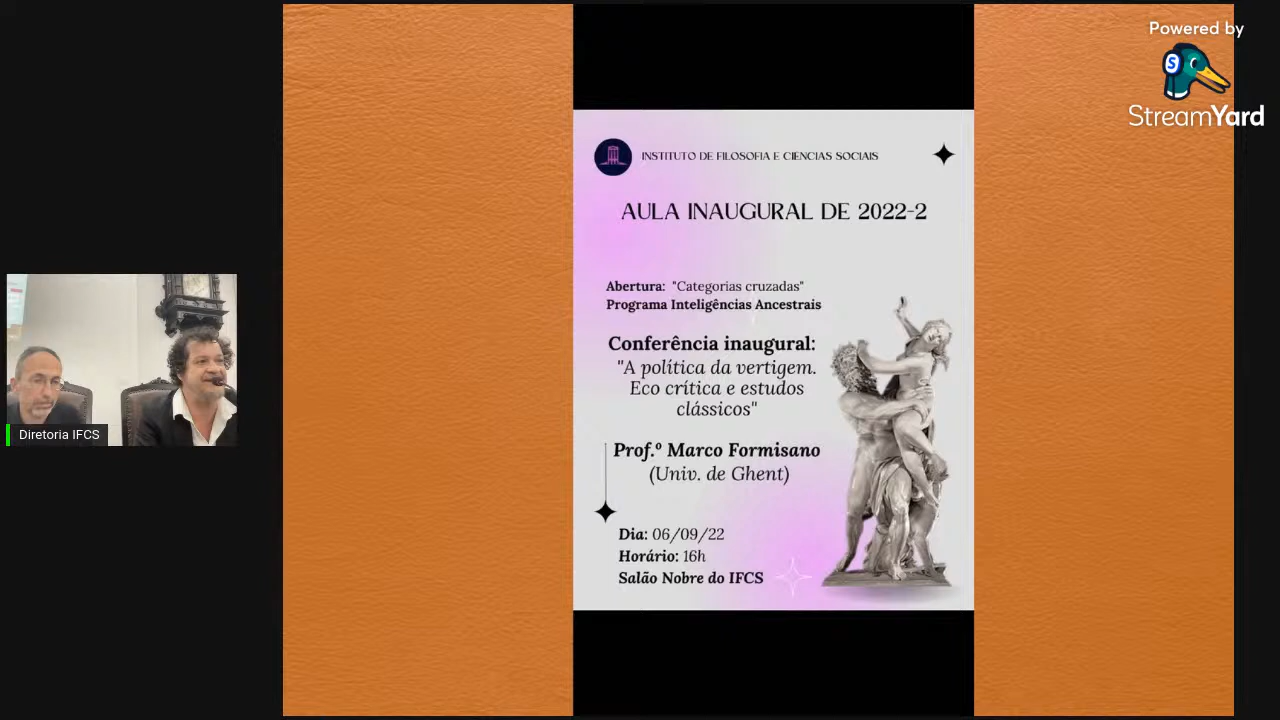 Powered by
StreamYard
INSTITUTO DE FILOSOFIA E CIENCIAS SOCIAIS
AULA INAUGURAL DE 2022-2
Abertura: "Categorias cruzadas"
Programa Inteligências Ancestrais
Conferência inaugural:
"A política da vertigem.
Eco crítica e estudos
clássicos"
Prof.º Marco Formisano
(Univ. de Ghent)
Dia: 06/09/22
Horário: 16h
Salão Nobre do IFCS
Diretoria IFCS